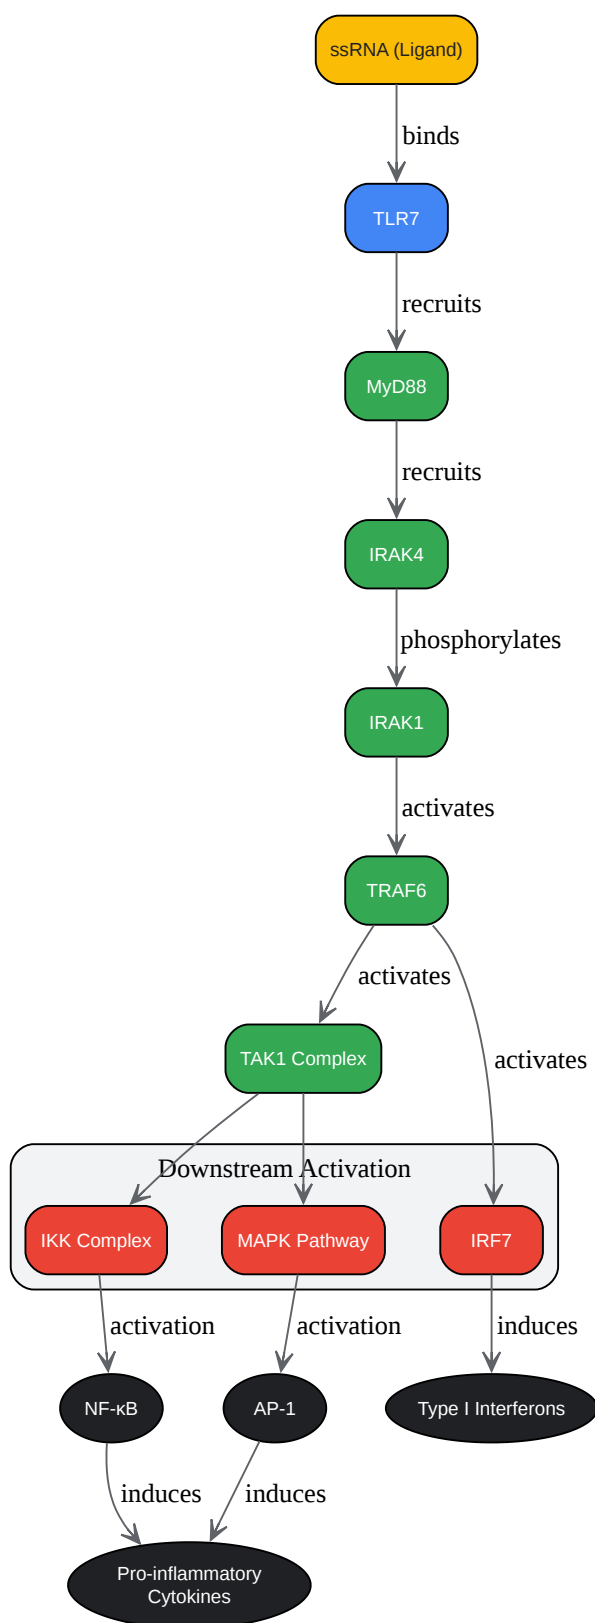 ssRNA (Ligand)
binds
TLR7
recruits
MyD88
recruits
IRAK4
phosphorylates
IRAK1
activates
TRAF6
activates
TAK1 Complex
activates
Downstream Activation
IKK Complex
MAPK Pathway
IRF7
activation
activation
induces
NF-κB
AP-1
Type I Interferons
induces
induces
Pro-inflammatory
Cytokines